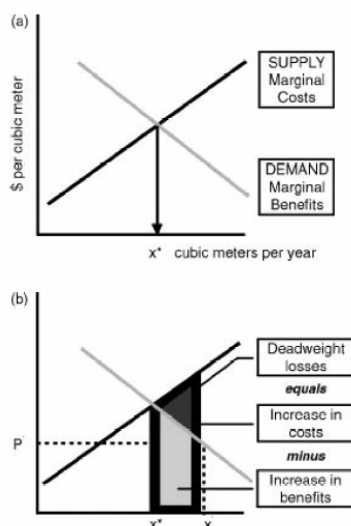 (a)
$ per cubic meter
SUPPLY
Marginal
Costs
DEMAND
Marginal
Benefits
x* cubic meters per year
(b)
Deadweight
losses
equals
Increase in
costs
minus
Increase in
benefits
P'
x* x